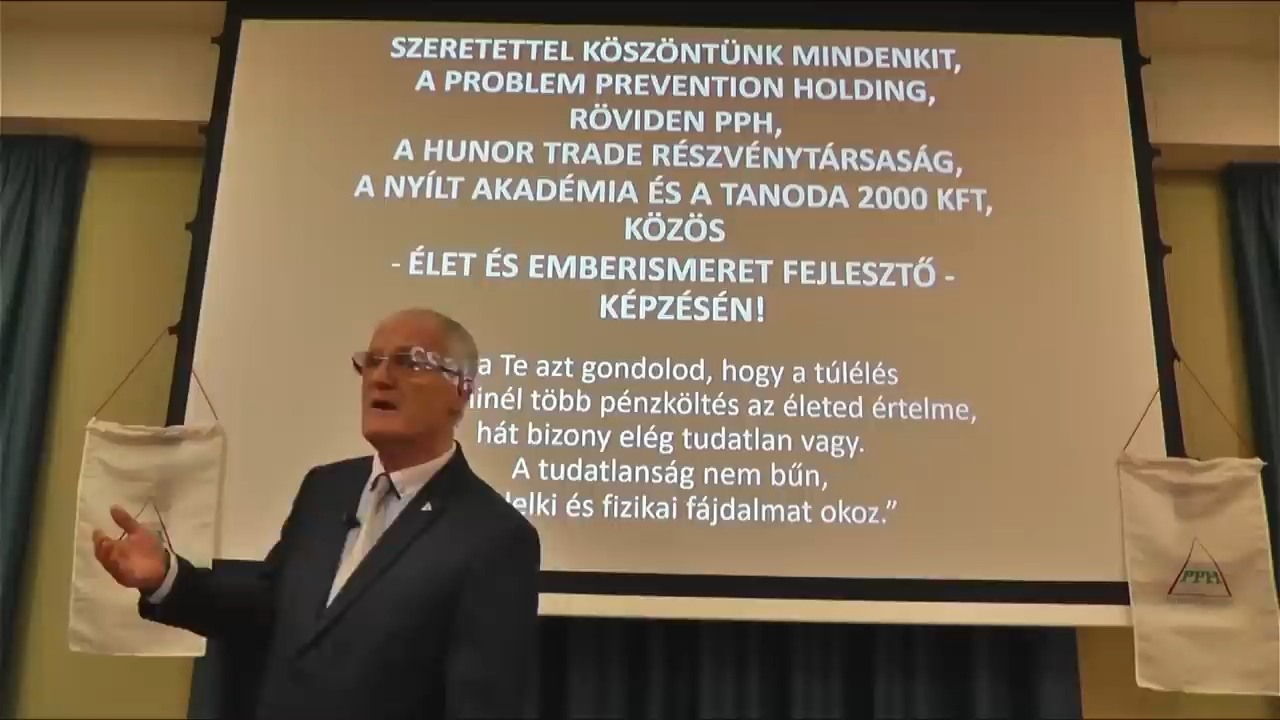 SZERETETTEL KÖSZÖNTÜNK MINDENKIT,
A PROBLEM PREVENTION HOLDING,
RÖVIDEN PPH,
A HUNOR TRADE RÉSZVÉNYTÁRSASÁG,
A NYÍLT AKADÉMIA ÉS A TANODA 2000 KFT,
KÖZÖS
- ÉLET ÉS EMBERISMERET FEJLESZTŐ -
KÉPZÉSÉN!
Te azt gondolod, hogy a túlélés
több pénzköltés az életed értelme,
hát bizony elég tudatlan vagy.
A tudatlanság nem bűn,
és fizikai fájdalmat okoz.”
PPH